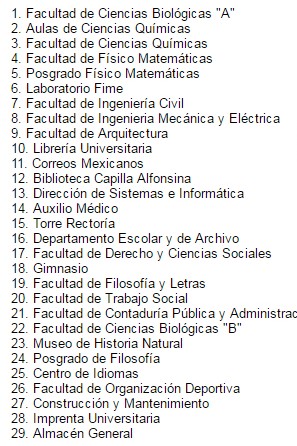 1. Facultad de Ciencias Biológicas "A"
2. Aulas de Ciencias Químicas
3. Facultad de Ciencias Químicas
4. Facultad de Físico Matemáticas
5. Posgrado Físico Matemáticas
6. Laboratorio Fime
7. Facultad de Ingeniería Civil
8. Facultad de Ingenieria Mecánica y Eléctrica
9. Facultad de Arquitectura
10. Librería Universitaria
11. Correos Mexicanos
12. Biblioteca Capilla Alfonsina
13. Dirección de Sistemas e Informática
14. Auxilio Médico
15. Torre Rectoría
16. Departamento Escolar y de Archivo
17. Facultad de Derecho y Ciencias Sociales
18. Gimnasio
19. Facultad de Filosofía y Letras
20. Facultad de Trabajo Social
21. Facultad de Contaduría Pública y Administrac
22. Facultad de Ciencias Biológicas "B"
23. Museo de Historia Natural
24. Posgrado de Filosofía
25. Centro de Idiomas
26. Facultad de Organización Deportiva
27. Construcción y Mantenimiento
28. Imprenta Universitaria
29. Almacén General